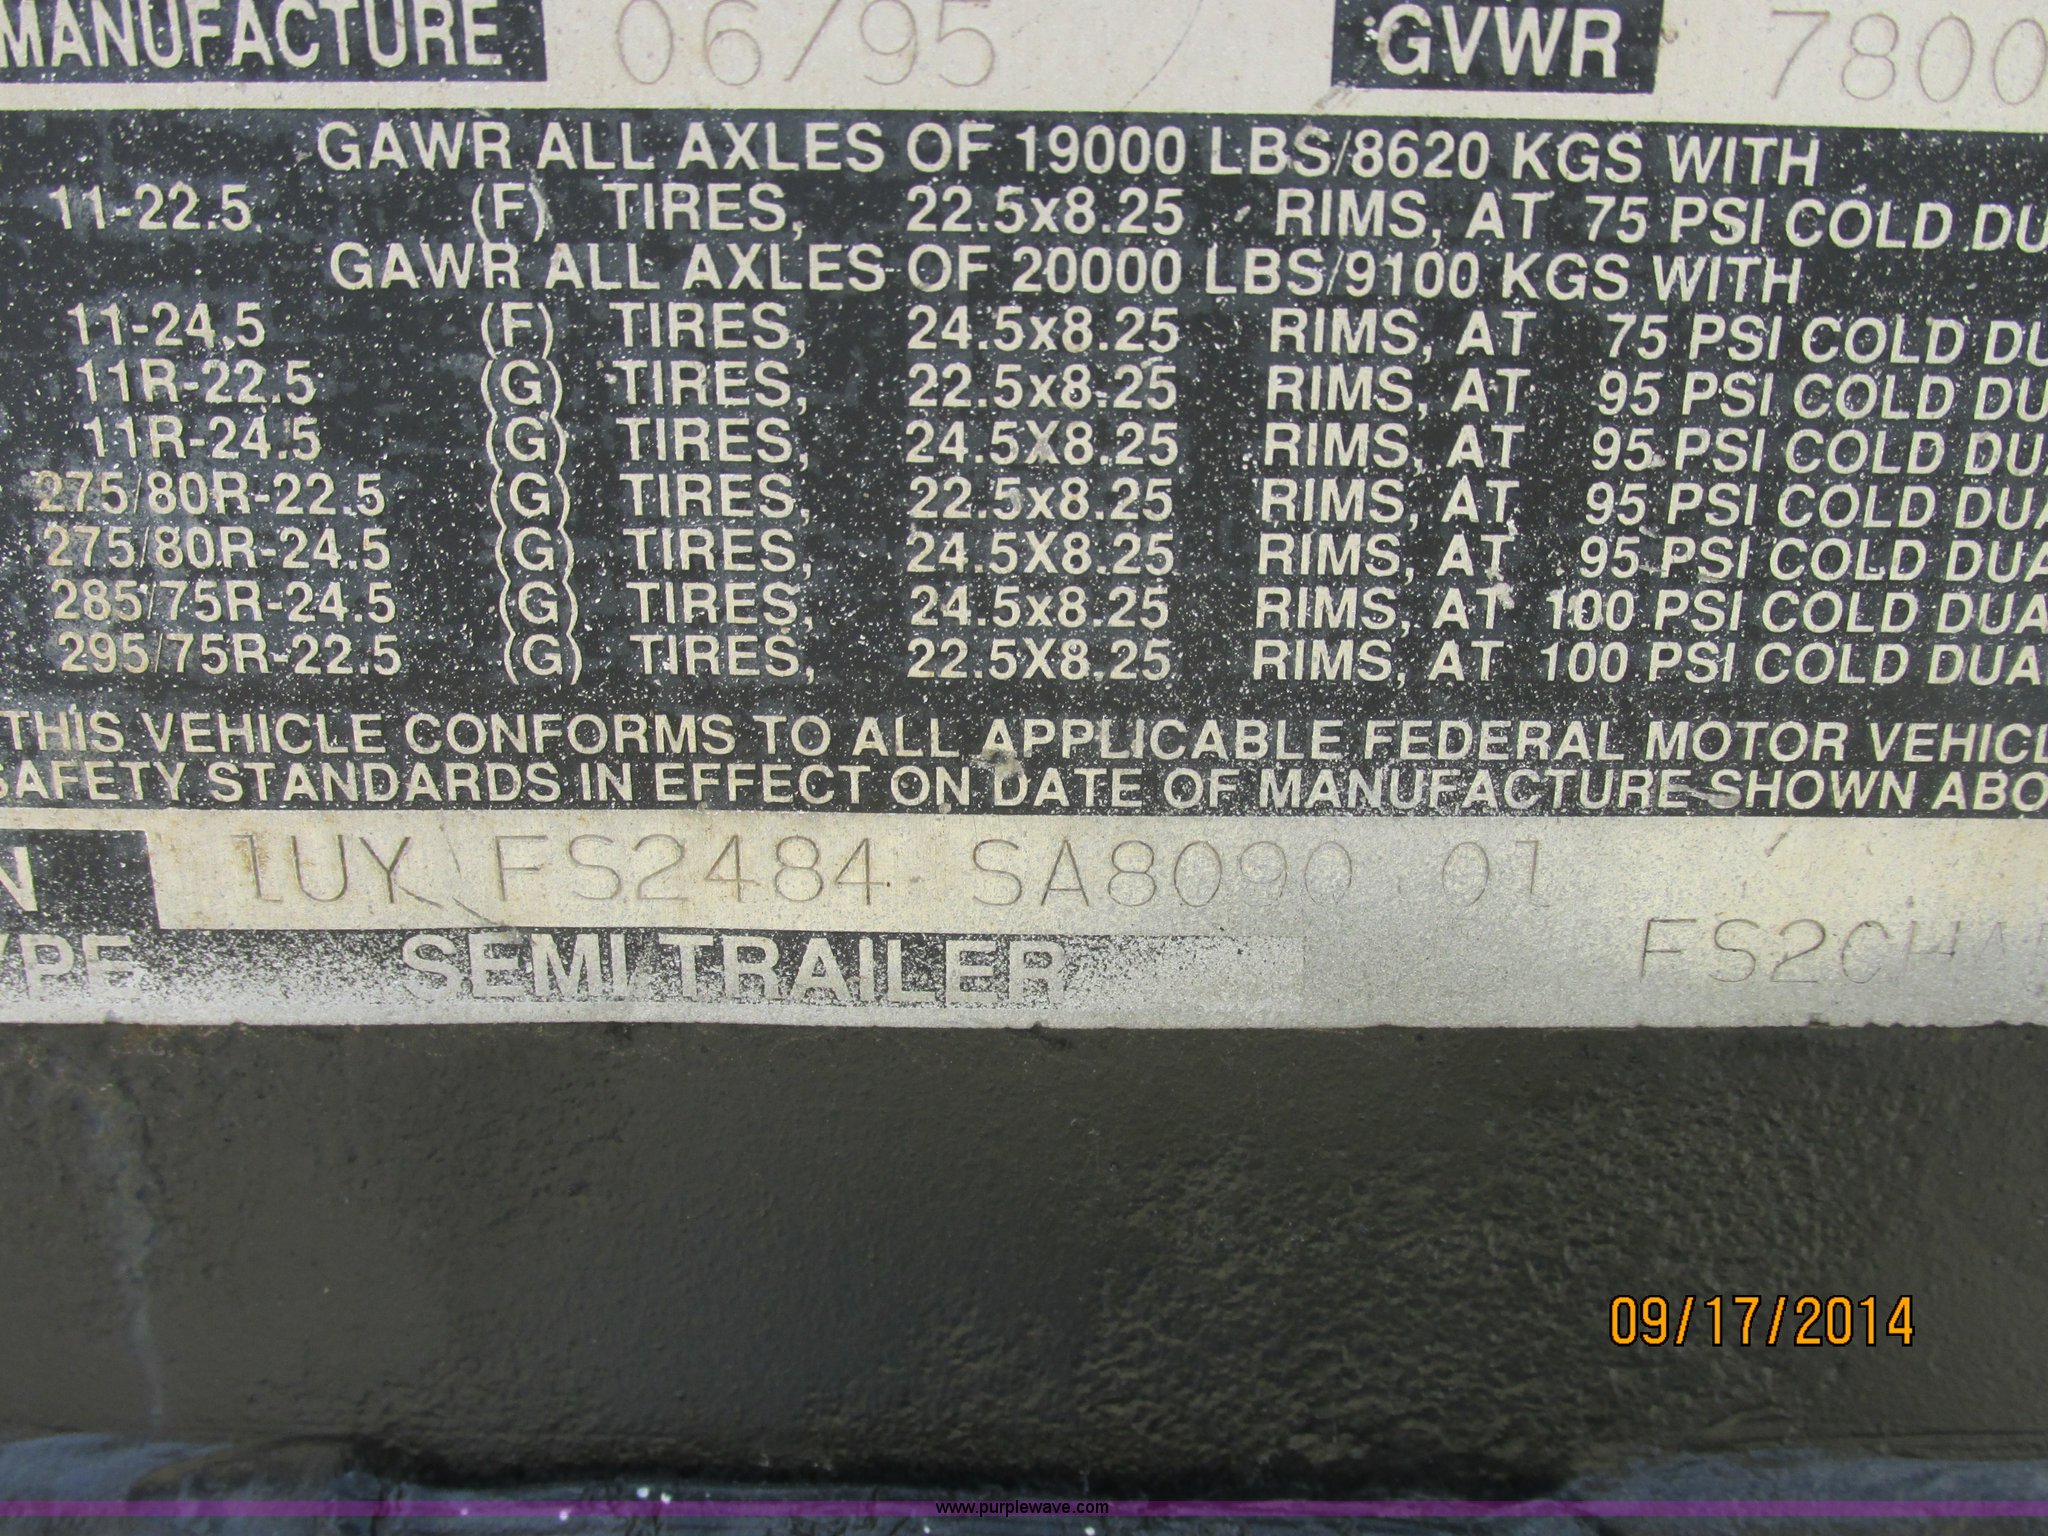 MANUFACTURE 06/95 GVWR 7800
GAWR ALL AXLES OF 19000 LBS/8620 KGS WITH
11-22.5 (F) TIRES, 22.5x8.25 RIMS, AT 75 PSI COLD DU
GAWR ALL AXLES OF 20000 LBS/9100 KGS WITH
11-24.5 (F) TIRES, 24.5x8.25 RIMS, AT 75 PSI COLD DU
11R-22.5 (G) TIRES, 22.5x8.25 RIMS, AT 95 PSI COLD DU
11R-24.5 (G) TIRES, 24.5X8.25 RIMS, AT 95 PSI COLD DU
275/80R-22.5 (G) TIRES, 22.5x8.25 RIMS, AT 95 PSI COLD DUA
275/80R-24.5 (G) TIRES, 24.5X8.25 RIMS, AT 95 PSI COLD DUA
285/75R-24.5 (G) TIRES, 24.5x8.25 RIMS, AT 100 PSI COLD DUA
295/75R-22.5 (G) TIRES, 22.5X8.25 RIMS, AT 100 PSI COLD DUA
THIS VEHICLE CONFORMS TO ALL APPLICABLE FEDERAL MOTOR VEHICL
SAFETY STANDARDS IN EFFECT ON DATE OF MANUFACTURE SHOWN ABO
N 1UY FS2484 SA8090 01
YPE SEMI TRAILER FS2CHA
09/17/2014
www.purplewave.com